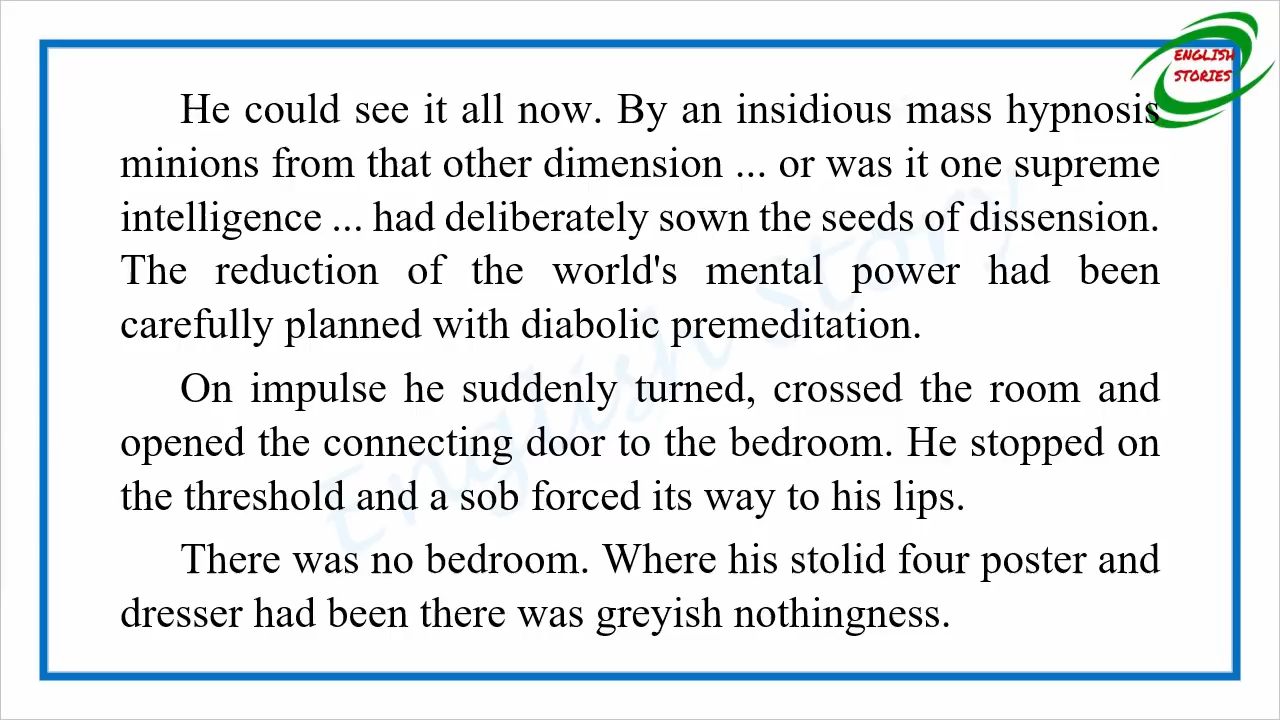 ENGLISH
STORIES
He could see it all now. By an insidious mass hypnosis
minions from that other dimension ... or was it one supreme
intelligence ... had deliberately sown the seeds of dissension.
The reduction of the world's mental power had been
carefully planned with diabolic premeditation.
On impulse he suddenly turned, crossed the room and
opened the connecting door to the bedroom. He stopped on
the threshold and a sob forced its way to his lips.
There was no bedroom. Where his stolid four poster and
dresser had been there was greyish nothingness.
English Story